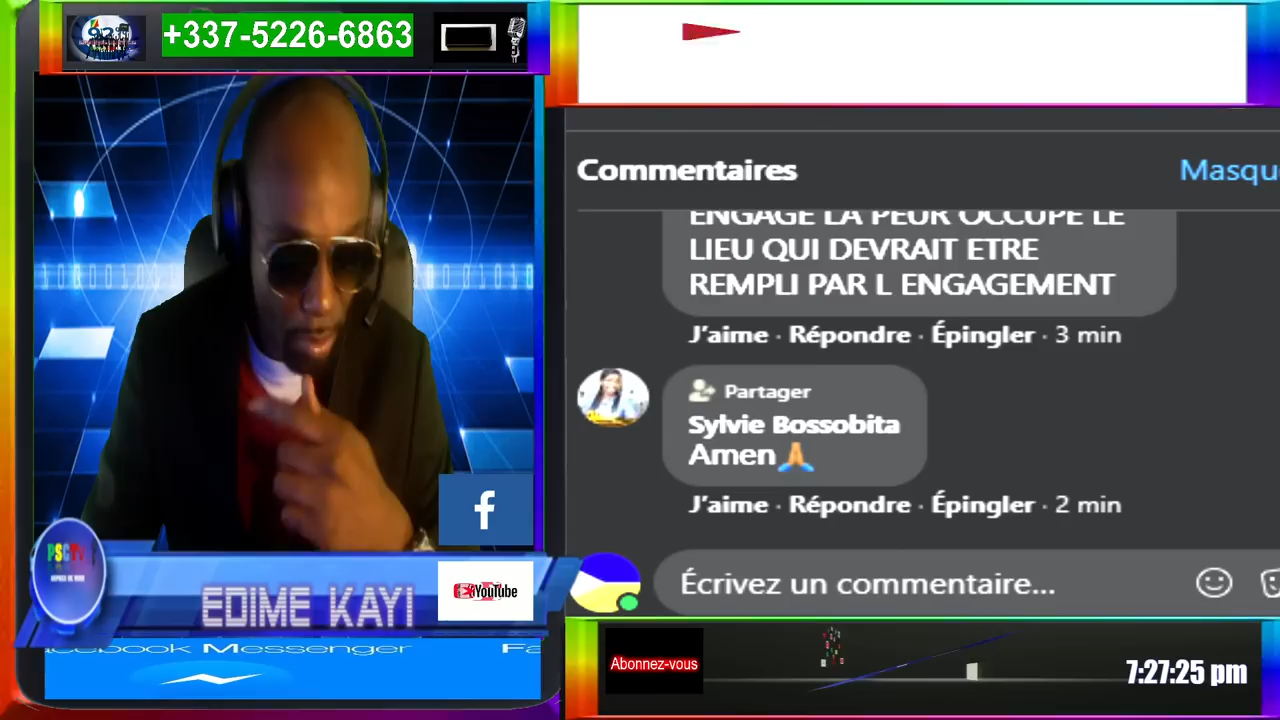 +337-5226-6863
Commentaires
Masqu
ENGAGE LA PEUR OCCUPE LE
LIEU QUI DEVRAIT ETRE
REMPLI PAR L ENGAGEMENT
J'aime · Répondre · Épingler · 3 min
Partager
Sylvie Bossobita
Amen🙏
J'aime · Répondre · Épingler · 2 min
Écrivez un commentaire...
f
YouTube
EDIME KAYI
acebook Messenger
Fa
Abonnez-vous
7:27:25 pm